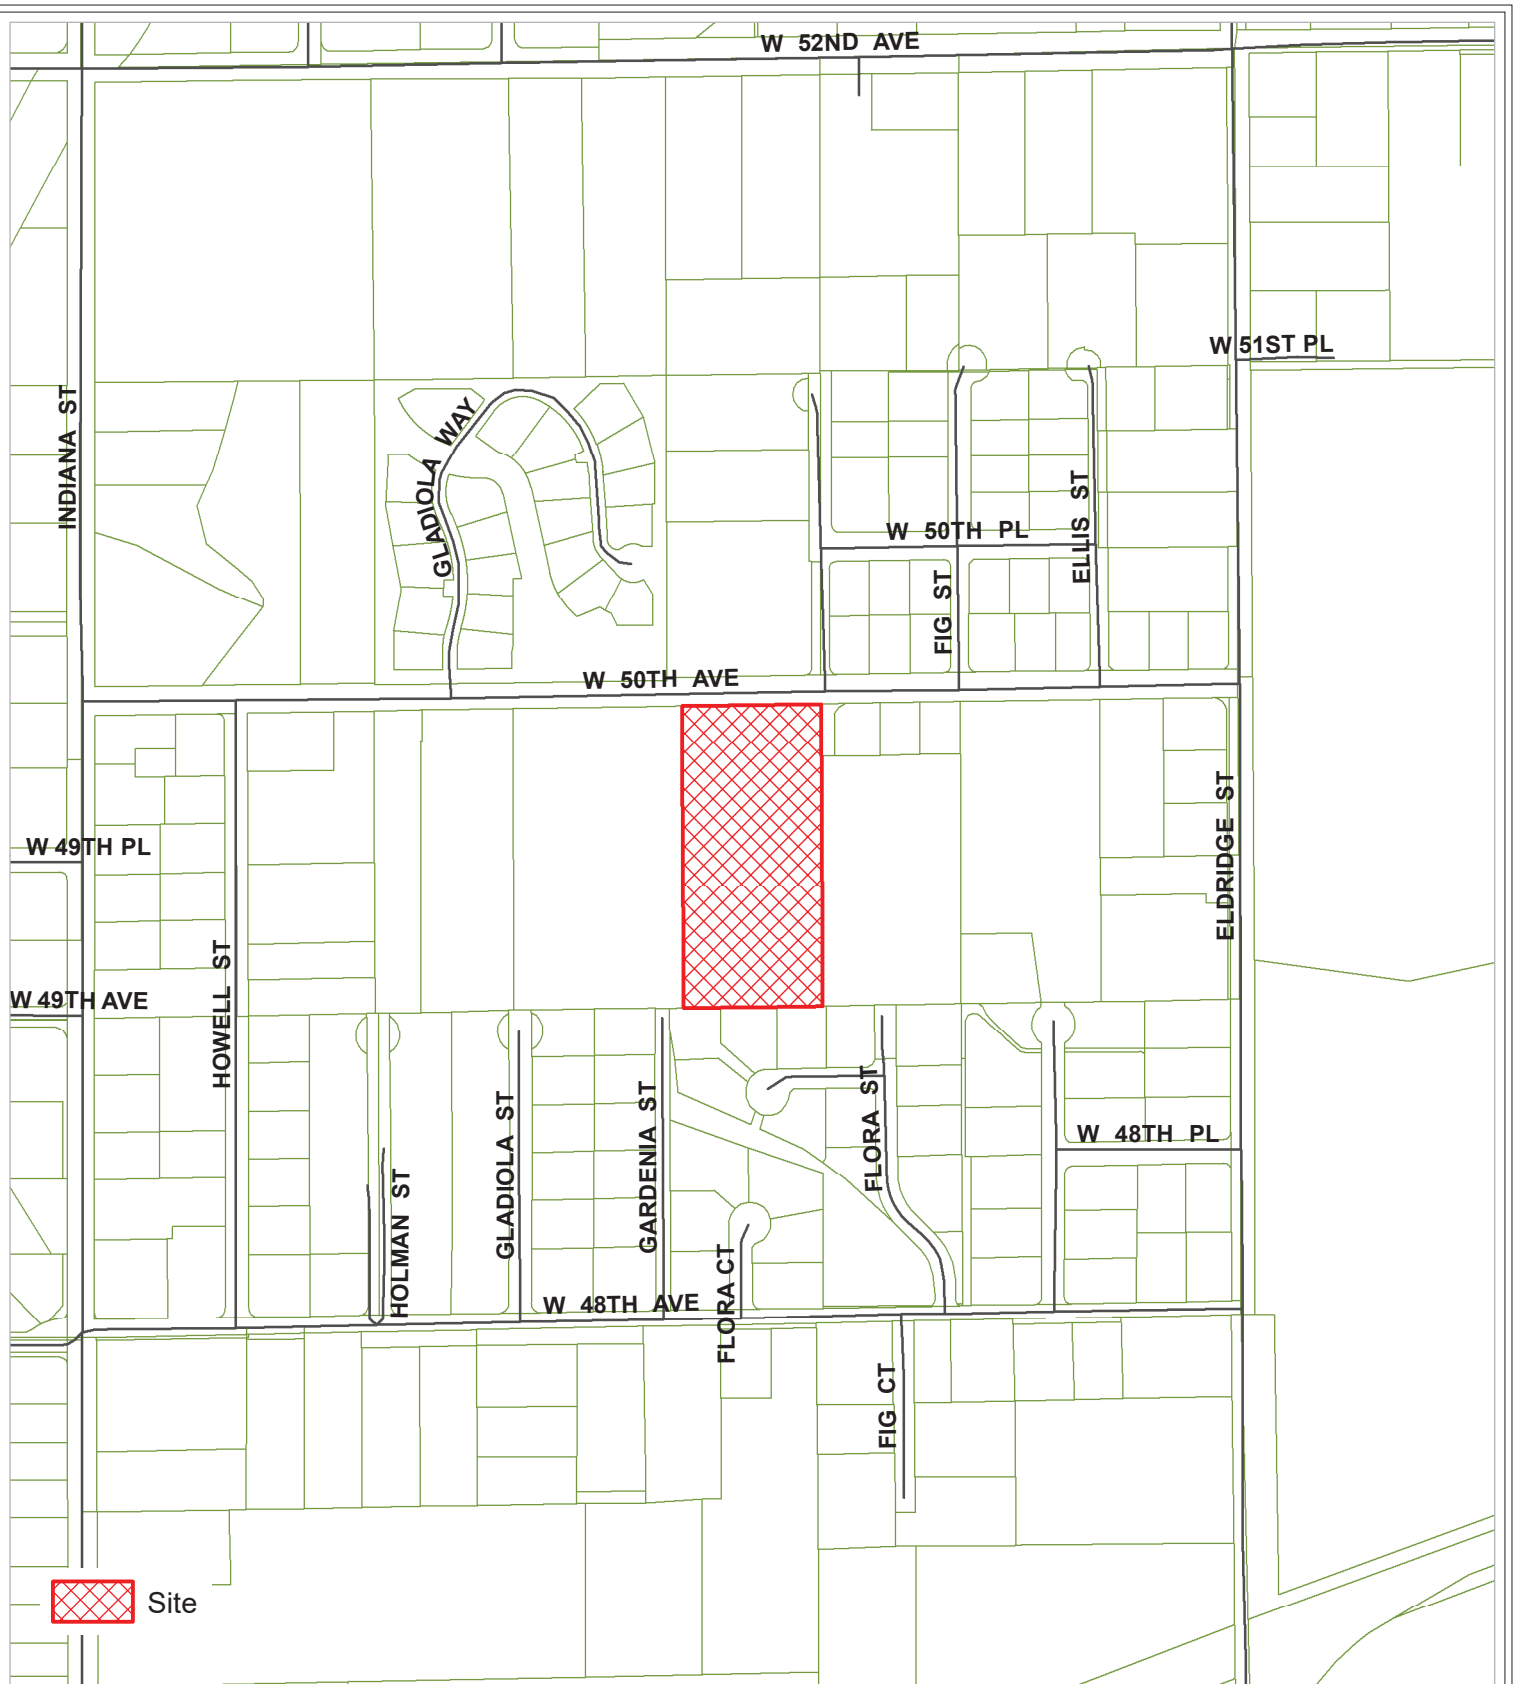 W 52ND AVE
W 51ST PL
INDIANA ST
GLADIOLA WAY
ELLIS ST
W 50TH PL
FIG ST
W 50TH AVE
ELDRIDGE ST
W 49TH PL
HOWELL ST
W 49TH AVE
FLORA ST
GARDENIA ST
GLADIOLA ST
W 48TH PL
HOLMAN ST
FLORA CT
W 48TH AVE
FIG CT
Site